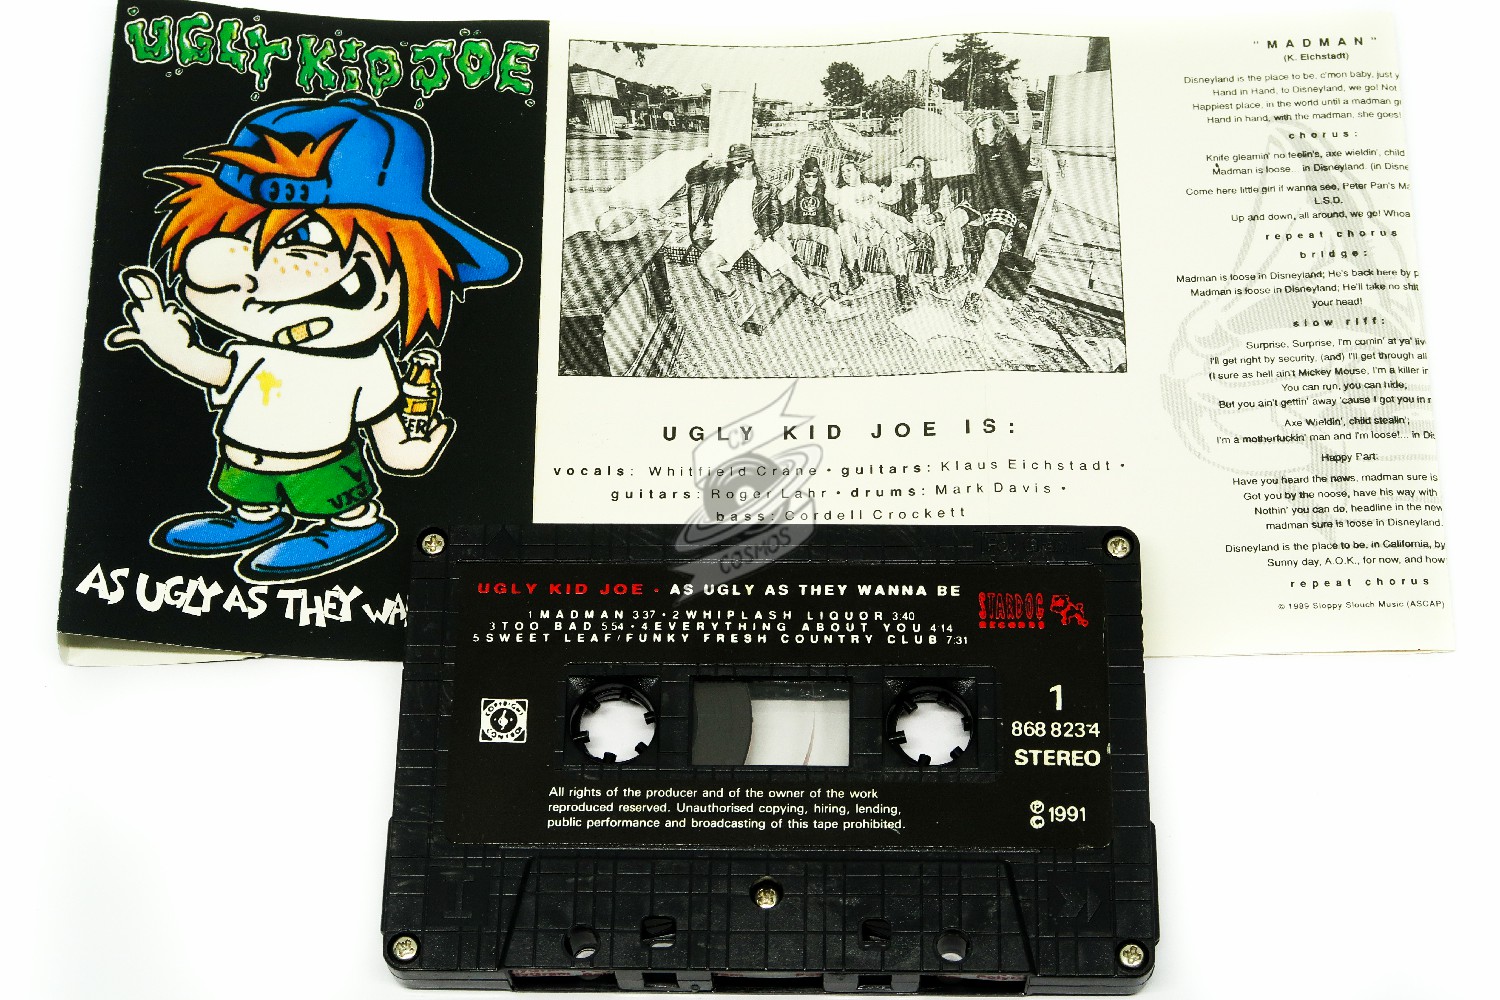 UGLY KID JOE
BEER
AS UGLY AS THEY WA
UGLY KID JOE IS:
vocals: Whitfield Crane • guitars: Klaus Eichstadt •
guitars: Roger Lahr • drums: Mark Davis •
bass: Cordell Crockett
"MADMAN"
(K. Eichstadt)
Disneyland is the place to be, c'mon baby, just y
Hand in Hand, to Disneyland, we go! Not
Happiest place, in the world until a madman g
Hand in hand, with the madman, she goes!
chorus:
Knife gleamin' no feelin's, axe wieldin', child
Madman is loose... in Disneyland. (in Disne
Come here little girl if wanna see, Peter Pan's Ma
L.S.D.
Up and down, all around, we go! Whoa
repeat chorus
bridge:
Madman is loose in Disneyland; He's back here by p
Madman is loose in Disneyland; He'll take no shit
your head!
slow riff:
Surprise, Surprise, I'm comin' at ya' liv
I'll get right by security, (and) I'll get through all
(I sure as hell ain't Mickey Mouse, I'm a killer in
You can run, you can hide,
But you ain't gettin' away 'cause I got you in m
Axe Wieldin', child stealin';
I'm a motherfuckin' man and I'm loose!... in Dis
Happy Part:
Have you heard the news, madman sure is
Got you by the noose, have his way with
Nothin' you can do, headline in the new
madman sure is loose in Disneyland.
Disneyland is the place to be, in California, by
Sunny day, A.O.K., for now, and how
repeat chorus
© 1989 Sloppy Slouch Music (ASCAP)
CY
COSMOS
UGLY KID JOE - AS UGLY AS THEY WANNA BE
1 MADMAN 3:37 • 2 WHIPLASH LIQUOR 3:40
3 TOO BAD 5:54 • 4 EVERYTHING ABOUT YOU 4:14
5 SWEET LEAF/FUNKY FRESH COUNTRY CLUB 7:31
STARDOG
RECORDS
1
868 823-4
STEREO
All rights of the producer and of the owner of the work
reproduced reserved. Unauthorised copying, hiring, lending,
public performance and broadcasting of this tape prohibited.
℗
© 1991